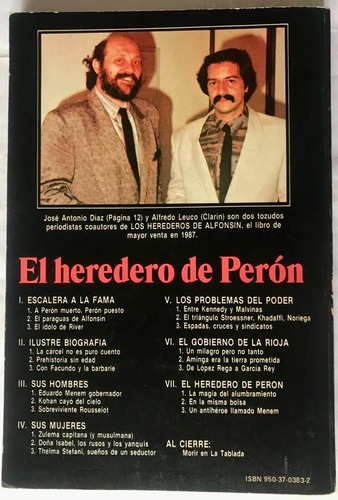 José Antonio Díaz (Página 12) y Alfredo Leuco (Clarín) son dos tozudos
periodistas coautores de LOS HEREDEROS DE ALFONSIN, el libro de
mayor venta en 1987.
El heredero de Perón
I. ESCALERA A LA FAMA
1. A Perón muerto, Perón puesto
2. El paraguas de Alfonsín
3. El ídolo de River
II. ILUSTRE BIOGRAFIA
1. La cárcel no es puro cuento
2. Prehistoria sin edad
3. Con Facundo y la barbarie
III. SUS HOMBRES
1. Eduardo Menem gobernador
2. Kohan cayó del cielo
3. Sobreviviente Rousselot
IV. SUS MUJERES
1. Zulema capitana (y musulmana)
2. Doña Isabel, los rusos y los yanquis
3. Thelma Stefani, sueños de un seductor
V. LOS PROBLEMAS DEL PODER
1. Entre Kennedy y Malvinas
2. El triángulo Stroessner, Khadaffi, Noriega
3. Espadas, cruces y sindicatos
VI. EL GOBIERNO DE LA RIOJA
1. Un milagro pero no tanto
2. Aminga era la tierra prometida
3. De López Rega a García Rey
VII. EL HEREDERO DE PERON
1. La magia del alumbramiento
2. En la misma bolsa
3. Un antihéroe llamado Menem
AL CIERRE:
Morir en La Tablada
ISBN 950-37-0383-2